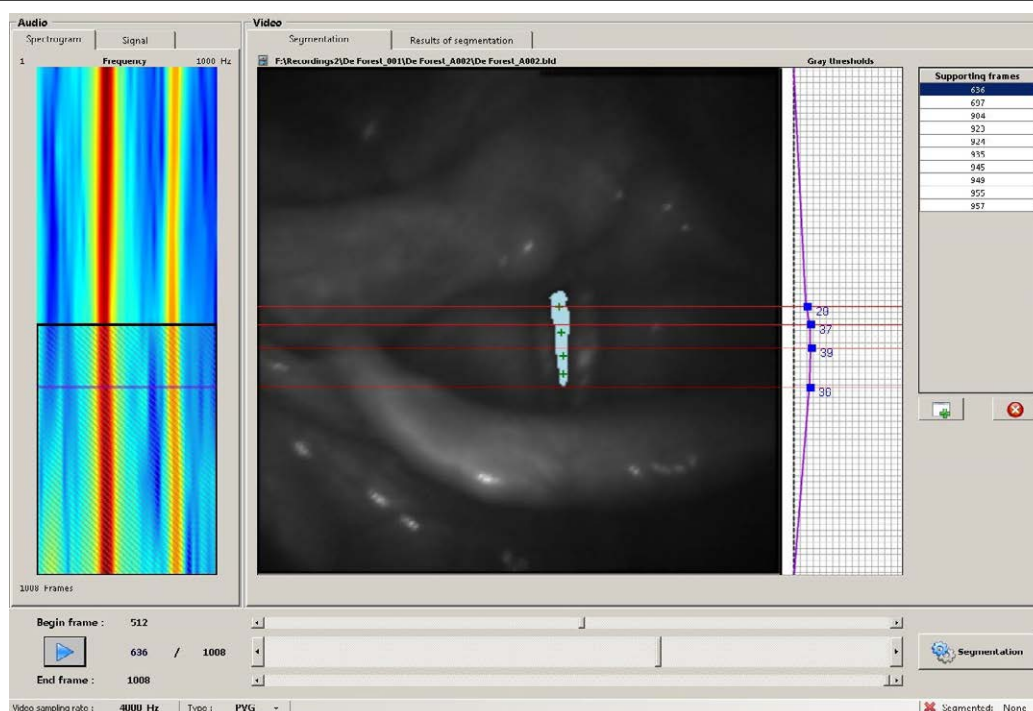 Audio
Video
Spectrogram Signal
Segmentation Results of segmentation
1 Frequency 1000 Hz
F:\Recordings2\De Forest_001\De Forest_A002\De Forest_A002.bld
Gray thresholds
Supporting frames
636
697
904
923
924
935
945
949
955
957
37
39
1008 Frames
Begin frame : 512
636 / 1008
End frame : 1008
Segmentation
Video sampling rate : 4000 Hz Type : PVG
Segmented: None